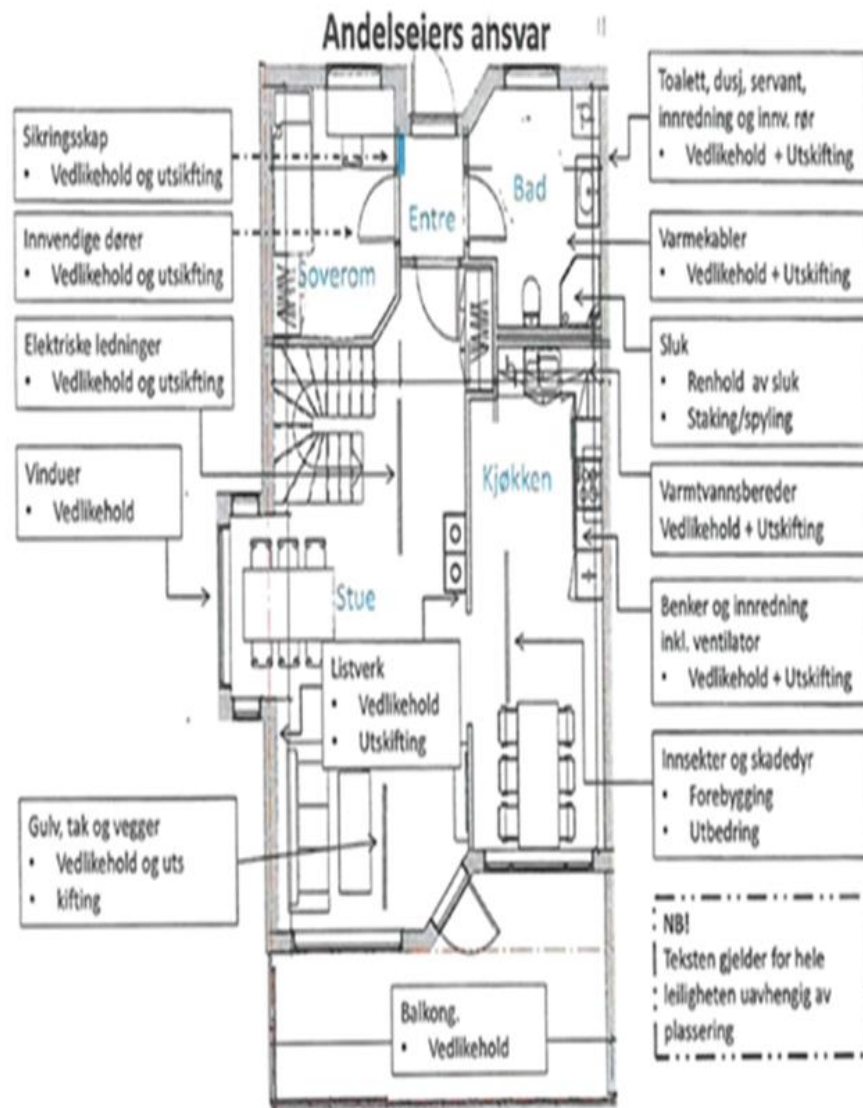 Andelseiers ansvar
Sikringsskap
• Vedlikehold og utsikfting
Innvendige dører
• Vedlikehold og utsikfting
Elektriske ledninger
• Vedlikehold og utsikfting
Vinduer
• Vedlikehold
Gulv, tak og vegger
• Vedlikehold og uts
• kifting
Soverom
Entre
Bad
Kjøkken
Stue
Listverk
• Vedlikehold
• Utskifting
Balkong.
• Vedlikehold
Toalett, dusj, servant,
innredning og innv. rør
• Vedlikehold + Utskifting
Varmekabler
• Vedlikehold + Utskifting
Sluk
• Renhold av sluk
• Staking/spyling
Varmtvannsbereder
Vedlikehold + Utskifting
Benker og innredning
inkl. ventilator
• Vedlikehold + Utskifting
Innsekter og skadedyr
• Forebygging
• Utbedring
NB!
Teksten gjelder for hele
leiligheten uavhengig av
plassering